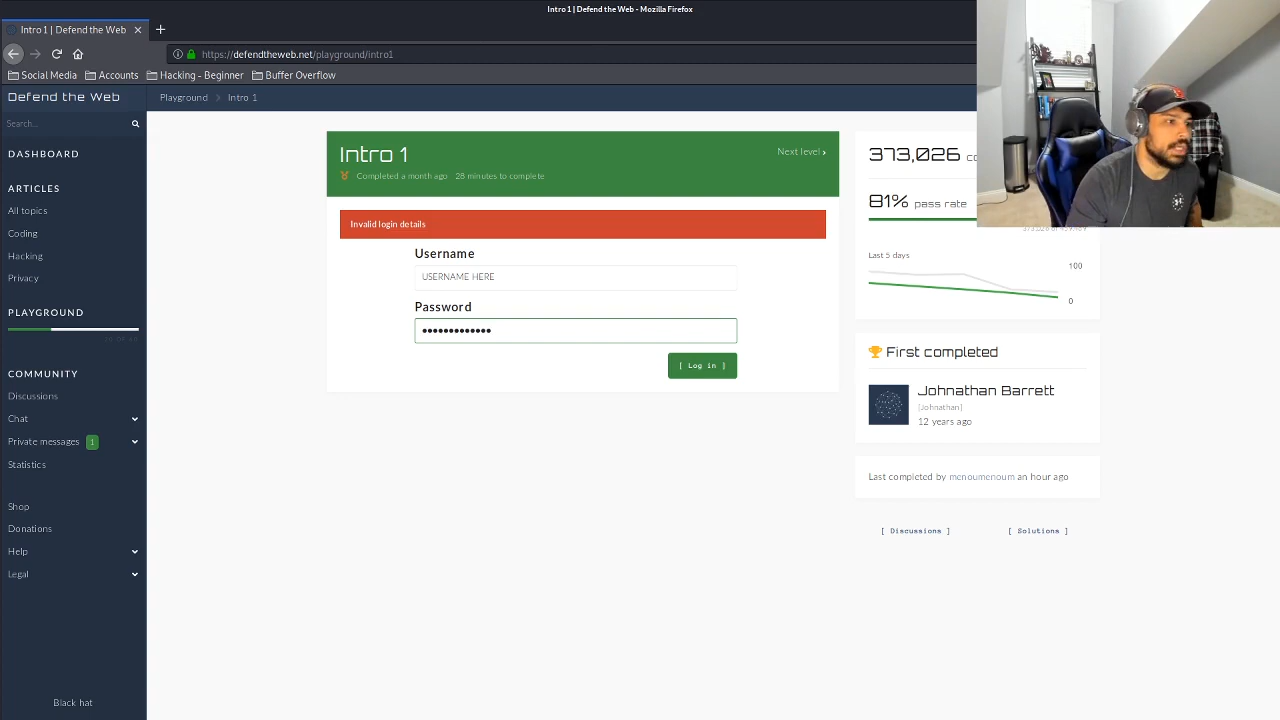 Intro 1 | Defend the Web - Mozilla Firefox
Intro 1 | Defend the Web
https://defendtheweb.net/playground/intro1
Social Media Accounts Hacking - Beginner Buffer Overflow
Defend the Web
Playground > Intro 1
Search...
DASHBOARD
ARTICLES
All topics
Coding
Hacking
Privacy
PLAYGROUND
COMMUNITY
Discussions
Chat
Private messages 1
Statistics
Shop
Donations
Help
Legal
Black hat
Intro 1
Next level ›
Completed a month ago 28 minutes to complete
Invalid login details
Username
USERNAME HERE
Password
•••••••••••••
[ Log in ]
373,026
81% pass rate
Last 5 days
100
0
First completed
Johnathan Barrett
[Johnathan]
12 years ago
Last completed by menoumenoum an hour ago
[ Discussions ] [ Solutions ]